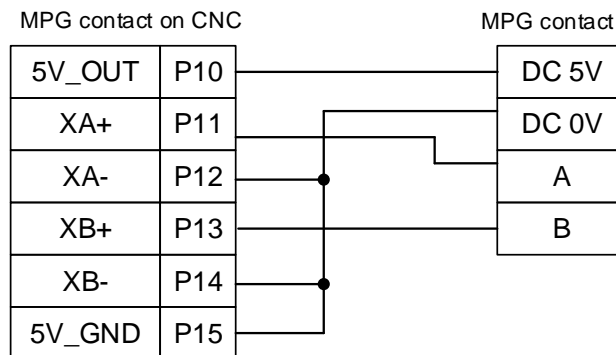 MPG contact on CNC
MPG contact
5V_OUT P10
DC 5V
XA+ P11
DC 0V
XA- P12
A
XB+ P13
B
XB- P14
5V_GND P15